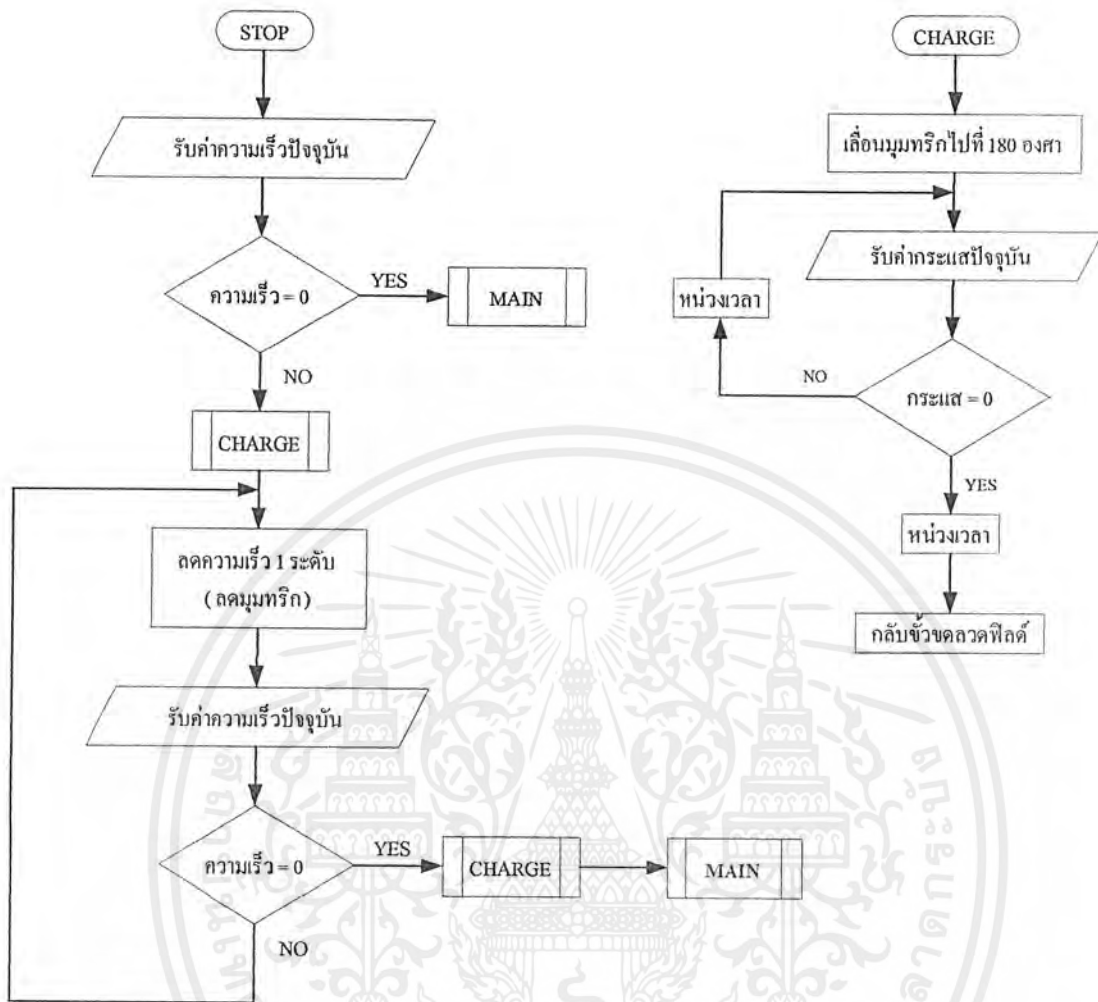 STOP
รับค่าความเร็วปัจจุบัน
ความเร็ว = 0
YES
MAIN
NO
CHARGE
ลดความเร็ว 1 ระดับ
( ลดมุมทริก)
รับค่าความเร็วปัจจุบัน
ความเร็ว = 0
YES
CHARGE
MAIN
NO
CHARGE
เลื่อนมุมทริกไปที่ 180 องศา
รับค่ากระแสปัจจุบัน
หน่วงเวลา
NO
กระแส = 0
YES
หน่วงเวลา
กลับขั้วขดลวดฟิลด์